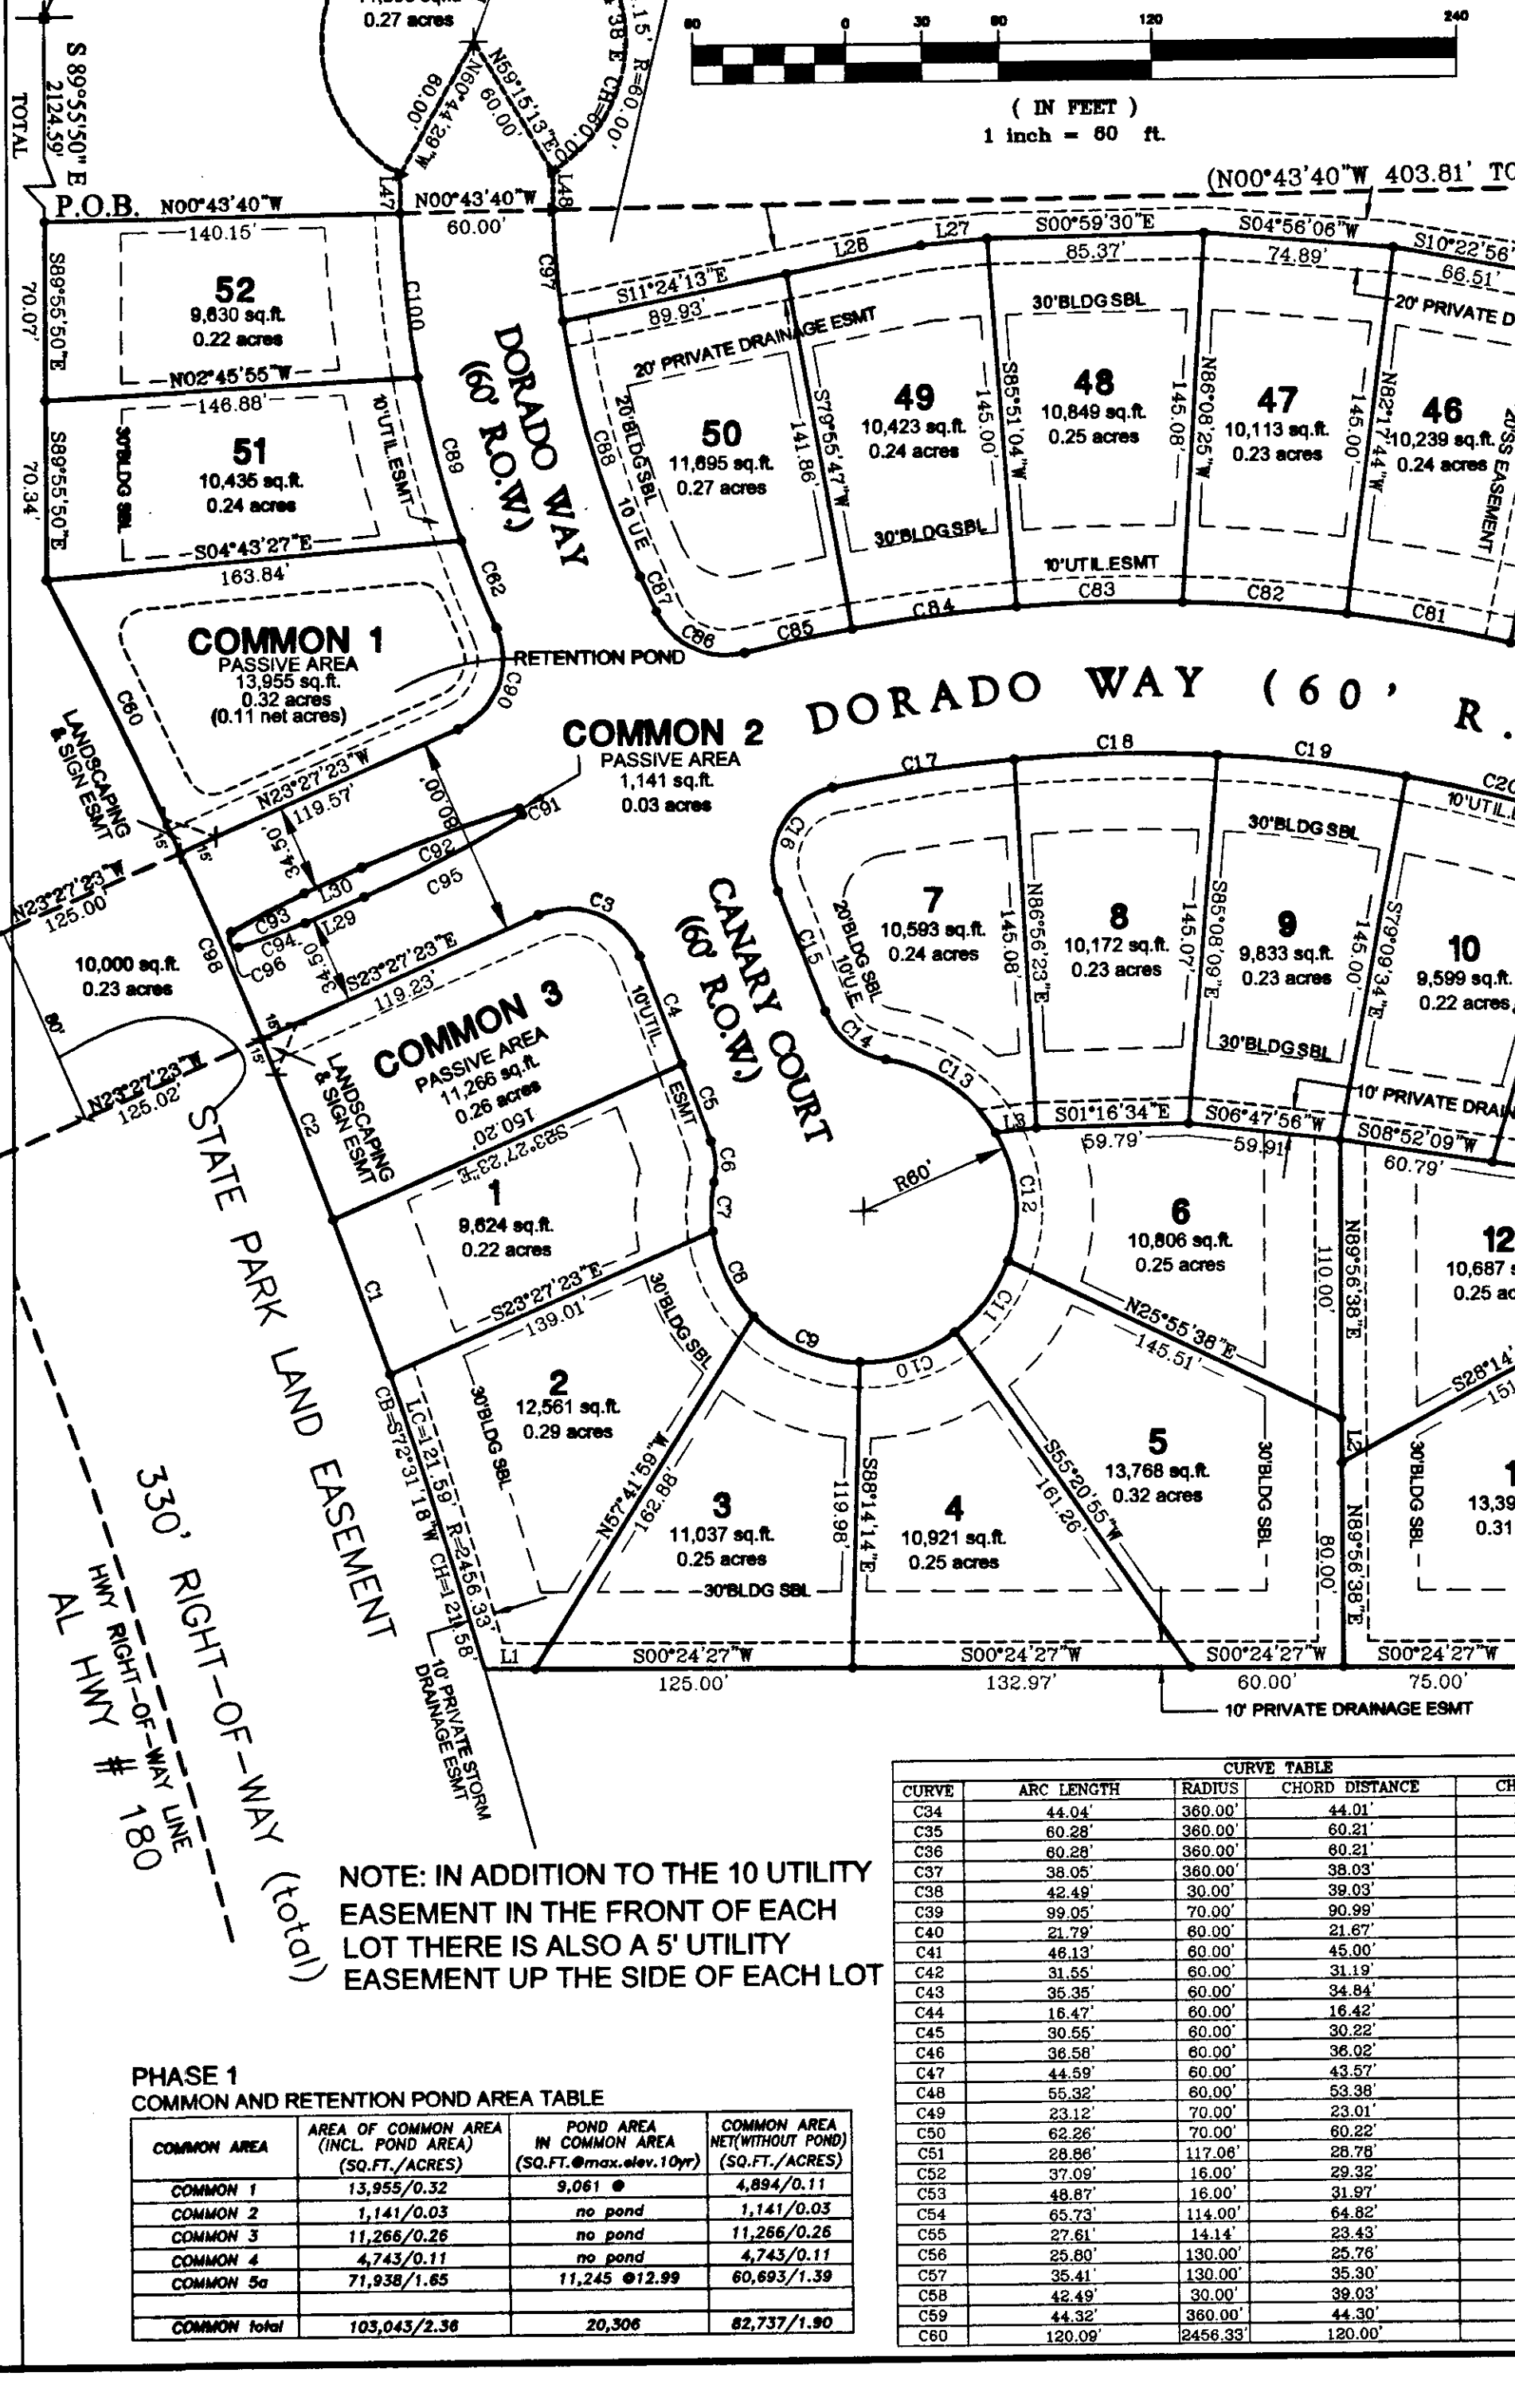 0.27 acres
60 0 30 60 120 240
( IN FEET )
1 inch = 60 ft.
S 89°55'50" E
2124.59'
TOTAL
N60°44'29"W
60.00'
N59°15'13"E
60.00'
R=60.00'
L47
L48
(N00°43'40"W 403.81'
P.O.B.
N00°43'40"W
140.15'
N00°43'40"W
60.00'
S89°55'50"E
70.07'
52
9,630 sq.ft.
0.22 acres
C100
C97
N02°45'55"W
146.88'
S89°55'50"E
70.34'
30'BLDG SBL
51
10,435 sq.ft.
0.24 acres
10'UTIL.ESMT
C89
S04°43'27"E
163.84'
DORADO WAY
(60' R.O.W.)
S11°24'13"E
89.93'
L28
L27
S00°59'30"E
85.37'
S04°56'06"W
74.89'
S10°22'56"
66.51'
20' PRIVATE DRAINAGE ESMT
20' PRIVATE D
C88
20'BLDG SBL
10 UE
50
11,695 sq.ft.
0.27 acres
S78°55'47"W
141.86'
49
10,423 sq.ft.
0.24 acres
30'BLDG SBL
S85°51'04"W
145.00'
30'BLDG SBL
48
10,849 sq.ft.
0.25 acres
10'UTIL.ESMT
145.08'
N86°08'25"W
47
10,113 sq.ft.
0.23 acres
145.00'
N82°17'44"W
46
10,239 sq.ft.
0.24 acres
20'SS EASEMENT
C62
C87
C86
C85
C84
C83
C82
C81
COMMON 1
PASSIVE AREA
13,955 sq.ft.
0.32 acres
(0.11 net acres)
RETENTION POND
C90
C60
LANDSCAPING
& SIGN ESMT
15'
15'
N23°27'23"W
119.57'
34.50'
80.00'
COMMON 2
PASSIVE AREA
1,141 sq.ft.
0.03 acres
C91
C92
C95
L30
L29
C93
C94
C96
34.50'
DORADO WAY (60' R.
N23°27'23"W
125.00'
C98
10,000 sq.ft.
0.23 acres
80'
N23°27'23"W
125.02'
S23°27'23"E
119.23'
C3
15'
15'
COMMON 3
PASSIVE AREA
11,266 sq.ft.
0.26 acres
10'UTIL.
ESMT
C4
LANDSCAPING
& SIGN ESMT
C2
150.20'
S23°27'23"E
CANARY COURT
(60' R.O.W.)
C17
C18
C19
C20
C16
C15
C14
C13
7
10,593 sq.ft.
0.24 acres
20'BLDG SBL
10'U.E
N86°56'23"E
145.08'
8
10,172 sq.ft.
0.23 acres
145.07'
S85°08'09"E
30'BLDG SBL
9
9,833 sq.ft.
0.23 acres
30'BLDG SBL
145.00'
S79°09'34"E
10'UTIL.
10
9,599 sq.ft.
0.22 acres
10' PRIVATE DRAIN
L3
S01°16'34"E
59.79'
S06°47'56"W
59.91'
S08°52'09"W
60.79'
C5
C6
C7
1
9,624 sq.ft.
0.22 acres
C1
S23°27'23"E
139.01'
R60'
C12
6
10,806 sq.ft.
0.25 acres
110.00'
N89°56'38"E
12
10,687 s
0.25 ac
STATE PARK LAND EASEMENT
C8
C9
C10
C11
N25°55'38"E
145.51'
S28°14'
151
L2
30'BLDG SBL
30'BLDG SBL
2
12,561 sq.ft.
0.29 acres
CB=S72°31'18"W CH=121.58'
LC=121.59' R=2456.33'
N57°41'59"W
162.88'
3
11,037 sq.ft.
0.25 acres
30'BLDG SBL
119.98'
S88°14'14"E
4
10,921 sq.ft.
0.25 acres
S55°20'55"W
161.26'
5
13,768 sq.ft.
0.32 acres
30'BLDG SBL
80.00'
N89°56'38"E
30'BLDG SBL
13,39
0.31
L1
S00°24'27"W
125.00'
S00°24'27"W
132.97'
S00°24'27"W
60.00'
S00°24'27"W
75.00'
10' PRIVATE DRAINAGE ESMT
10' PRIVATE STORM
DRAINAGE ESMT
330' RIGHT-OF-WAY (total)
HWY RIGHT-OF-WAY LINE
AL HWY # 180
NOTE: IN ADDITION TO THE 10 UTILITY
EASEMENT IN THE FRONT OF EACH
LOT THERE IS ALSO A 5' UTILITY
EASEMENT UP THE SIDE OF EACH LOT
CURVE TABLE
CURVE ARC LENGTH RADIUS CHORD DISTANCE CH
C34 44.04' 360.00' 44.01'
C35 60.28' 360.00' 60.21'
C36 60.28' 360.00' 60.21'
C37 38.05' 360.00' 38.03'
C38 42.49' 30.00' 39.03'
C39 99.05' 70.00' 90.99'
C40 21.79' 60.00' 21.67'
C41 46.13' 60.00' 45.00'
C42 31.55' 60.00' 31.19'
C43 35.35' 60.00' 34.84'
C44 16.47' 60.00' 16.42'
C45 30.55' 60.00' 30.22'
C46 36.58' 60.00' 36.02'
C47 44.59' 60.00' 43.57'
C48 55.32' 60.00' 53.38'
C49 23.12' 70.00' 23.01'
C50 62.26' 70.00' 60.22'
C51 28.86' 117.06' 28.78'
C52 37.09' 16.00' 29.32'
C53 48.87' 16.00' 31.97'
C54 65.73' 114.00' 64.82'
C55 27.61' 14.14' 23.43'
C56 25.80' 130.00' 25.76'
C57 35.41' 130.00' 35.30'
C58 42.49' 30.00' 39.03'
C59 44.32' 360.00' 44.30'
C60 120.09' 2456.33' 120.00'
PHASE 1
COMMON AND RETENTION POND AREA TABLE
COMMON AREA AREA OF COMMON AREA (INCL. POND AREA) (SQ.FT./ACRES) POND AREA IN COMMON AREA (SQ.FT.@max.elev.10yr) COMMON AREA NET(WITHOUT POND) (SQ.FT./ACRES)
COMMON 1 13,955/0.32 9,061 @ 4,894/0.11
COMMON 2 1,141/0.03 no pond 1,141/0.03
COMMON 3 11,266/0.26 no pond 11,266/0.26
COMMON 4 4,743/0.11 no pond 4,743/0.11
COMMON 5a 71,938/1.65 11,245 @12.99 60,693/1.39
COMMON total 103,043/2.36 20,306 82,737/1.90